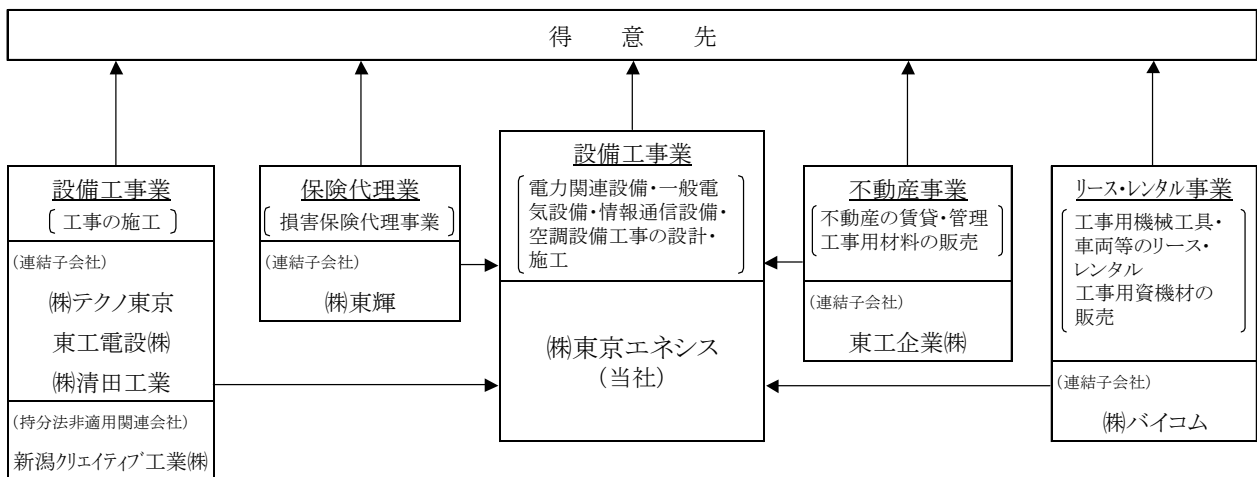 得 意 先
設備工事業
工事の施工
(連結子会社)
㈱テクノ東京
東工電設㈱
㈱清田工業
(持分法非適用関連会社)
新潟クリエイティブ工業㈱
保険代理業
損害保険代理事業
(連結子会社)
㈱東輝
設備工事業
電力関連設備・一般電
気設備・情報通信設備・
空調設備工事の設計・
施工
㈱東京エネシス
(当社)
不動産事業
不動産の賃貸・管理
工事用材料の販売
(連結子会社)
東工企業㈱
リース・レンタル事業
工事用機械工具・
車両等のリース・
レンタル
工事用資機材の
販売
(連結子会社)
㈱バイコム